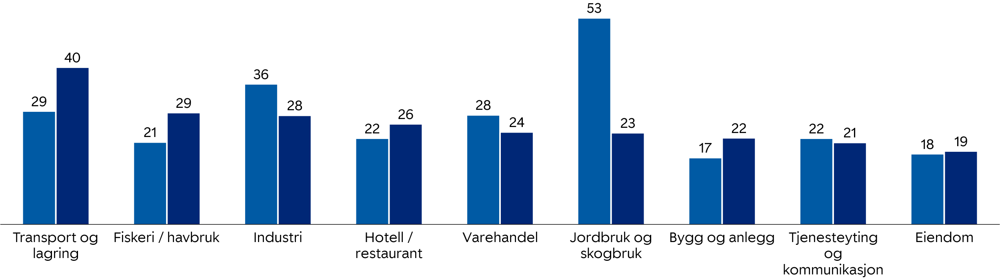 53
40
36
29
29
28
28
26
24
23
22
22
22
21
21
19
18
17
Transport og
lagring
Fiskeri / havbruk
Industri
Hotell /
restaurant
Varehandel
Jordbruk og
skogbruk
Bygg og anlegg
Tjenesteyting
og
kommunikasjon
Eiendom